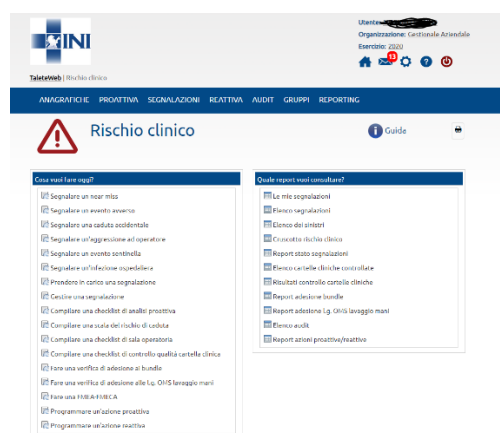 INI
Utente:
Organizzazione: Gestionale Aziendale
Esercizio: 2020
13
TaleteWeb | Rischio clinico
ANAGRAFICHE PROATTIVA SEGNALAZIONI REATTIVA AUDIT GRUPPI REPORTING
Rischio clinico
Guide
Cosa vuoi fare oggi?
Segnalare un near miss
Segnalare un evento avverso
Segnalare una caduta accidentale
Segnalare un'aggressione ad operatore
Segnalare un evento sentinella
Segnalare un'infezione ospedaliera
Prendere in carico una segnalazione
Gestire una segnalazione
Compilare una checklist di analisi proattiva
Compilare una scala del rischio di caduta
Compilare una checklist di sala operatoria
Compilare una checklist di controllo qualità cartella clinica
Fare una verifica di adesione ai bundle
Fare una verifica di adesione alle l.g. OMS lavaggio mani
Fare una FMEA-FMECA
Programmare un'azione proattiva
Programmare un'azione reattiva
Quale report vuoi consultare?
Le mie segnalazioni
Elenco segnalazioni
Elenco dei sinistri
Cruscotto rischio clinico
Report stato segnalazioni
Elenco cartelle cliniche controllate
Risultati controllo cartelle cliniche
Report adesione bundle
Report adesione l.g. OMS lavaggio mani
Elenco audit
Report azioni proattive/reattive